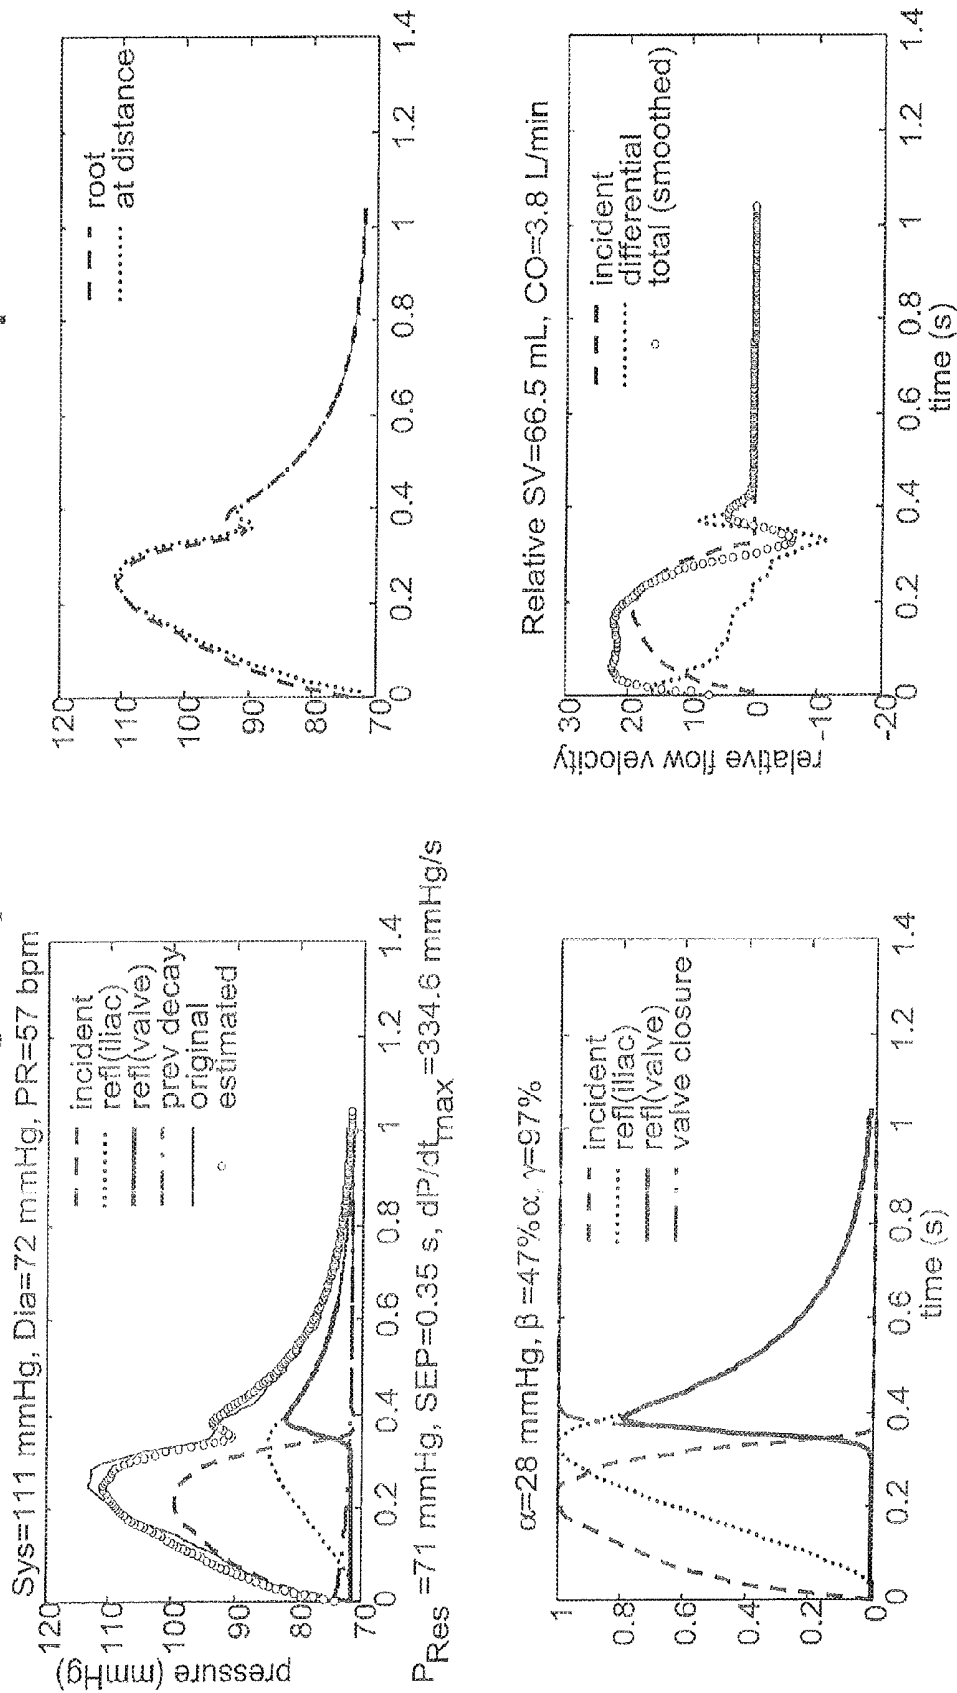 Sys=111 mmHg, Dia=72 mmHg, PR=57 bpm
120
110
100
90
80
70
pressure (mmHg)
incident
refl(iliac)
refl(valve)
prev decay
original
estimated
0 0.2 0.4 0.6 0.8 1 1.2 1.4
PRes =71 mmHg, SEP=0.35 s, dP/dtmax =334.6 mmHg/s
120
110
100
90
80
70
root
at distance
0 0.2 0.4 0.6 0.8 1 1.2 1.4
α=28 mmHg, β =47%α, γ=97%
1
0.8
0.6
0.4
0.2
0
incident
refl(iliac)
refl(valve)
valve closure
0 0.2 0.4 0.6 0.8 1 1.2 1.4
time (s)
Relative SV=66.5 mL, CO=3.8 L/min
30
20
10
0
-10
-20
relative flow velocity
incident
differential
total (smoothed)
0 0.2 0.4 0.6 0.8 1 1.2 1.4
time (s)